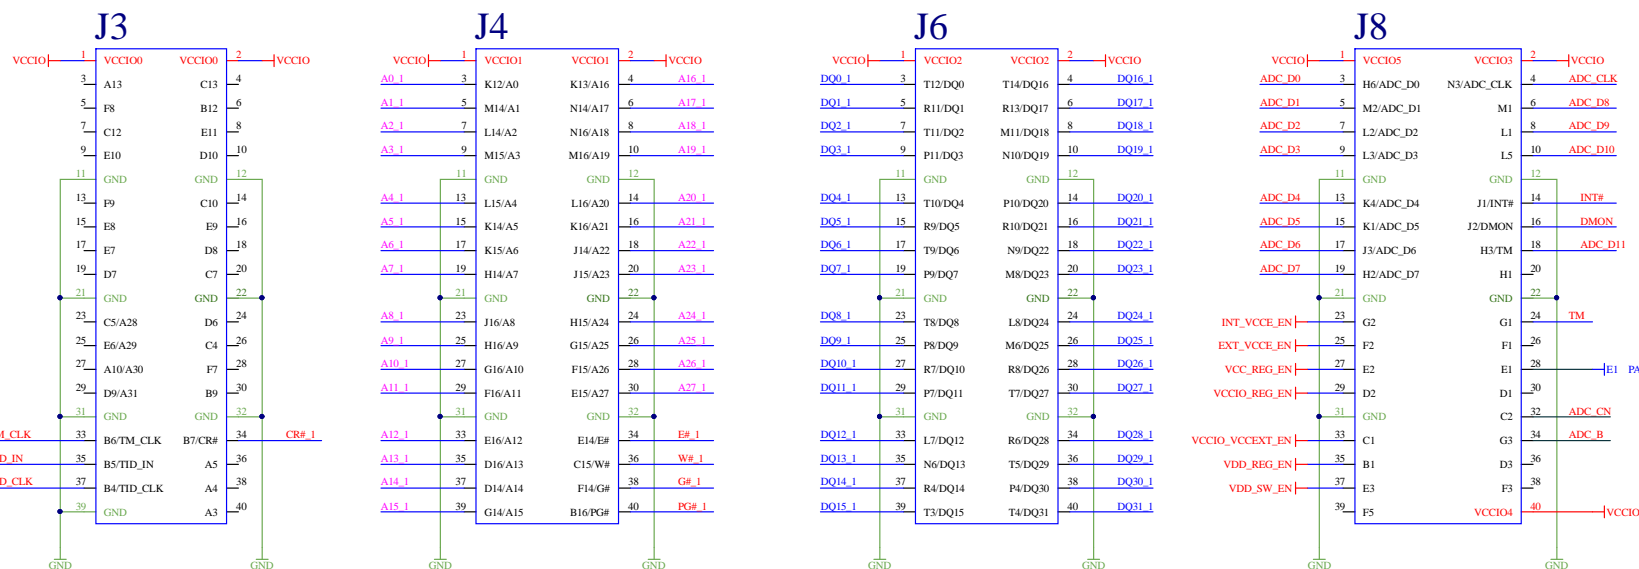 J3 J4 J6 J8
VCCIO 1 VCCIO0 VCCIO0 2 VCCIO VCCIO 1 VCCIO1 VCCIO1 2 VCCIO VCCIO 1 VCCIO2 VCCIO2 2 VCCIO VCCIO 1 VCCIO5 VCCIO3 2 VCCIO
3 A13 C13 4 A0_1 3 K12/A0 K13/A16 4 A16_1 DQ0_1 3 T12/DQ0 T14/DQ16 4 DQ16_1 ADC_D0 3 H6/ADC_D0 N3/ADC_CLK 4 ADC_CLK
5 F8 B12 6 A1_1 5 M14/A1 N14/A17 6 A17_1 DQ1_1 5 R11/DQ1 R13/DQ17 6 DQ17_1 ADC_D1 5 M2/ADC_D1 M1 6 ADC_D8
7 C12 E11 8 A2_1 7 L14/A2 N16/A18 8 A18_1 DQ2_1 7 T11/DQ2 M11/DQ18 8 DQ18_1 ADC_D2 7 L2/ADC_D2 L1 8 ADC_D9
9 E10 D10 10 A3_1 9 M15/A3 M16/A19 10 A19_1 DQ3_1 9 P11/DQ3 N10/DQ19 10 DQ19_1 ADC_D3 9 L3/ADC_D3 L5 10 ADC_D10
11 GND GND 12 11 GND GND 12 11 GND GND 12 11 GND GND 12
13 F9 C10 14 A4_1 13 L15/A4 L16/A20 14 A20_1 DQ4_1 13 T10/DQ4 P10/DQ20 14 DQ20_1 ADC_D4 13 K4/ADC_D4 J1/INT# 14 INT#
15 E8 E9 16 A5_1 15 K14/A5 K16/A21 16 A21_1 DQ5_1 15 R9/DQ5 R10/DQ21 16 DQ21_1 ADC_D5 15 K1/ADC_D5 J2/DMON 16 DMON
17 E7 D8 18 A6_1 17 K15/A6 J14/A22 18 A22_1 DQ6_1 17 T9/DQ6 N9/DQ22 18 DQ22_1 ADC_D6 17 J3/ADC_D6 H3/TM 18 ADC_D11
19 D7 C7 20 A7_1 19 H14/A7 J15/A23 20 A23_1 DQ7_1 19 P9/DQ7 M8/DQ23 20 DQ23_1 ADC_D7 19 H2/ADC_D7 H1 20
21 GND GND 22 21 GND GND 22 21 GND GND 22 21 GND GND 22
23 C5/A28 D6 24 A8_1 23 J16/A8 H15/A24 24 A24_1 DQ8_1 23 T8/DQ8 L8/DQ24 24 DQ24_1 INT_VCCE_EN 23 G2 G1 24 TM
25 E6/A29 C4 26 A9_1 25 H16/A9 G15/A25 26 A25_1 DQ9_1 25 P8/DQ9 M6/DQ25 26 DQ25_1 EXT_VCCE_EN 25 F2 F1 26
27 A10/A30 F7 28 A10_1 27 G16/A10 F15/A26 28 A26_1 DQ10_1 27 R7/DQ10 R8/DQ26 28 DQ26_1 VCC_REG_EN 27 E2 E1 28 E1 PA
29 D9/A31 B9 30 A11_1 29 F16/A11 E15/A27 30 A27_1 DQ11_1 29 P7/DQ11 T7/DQ27 30 DQ27_1 VCCIO_REG_EN 29 D2 D1 30
31 GND GND 32 31 GND GND 32 31 GND GND 32 31 GND C2 32 ADC_CN
M_CLK 33 B6/TM_CLK B7/CR# 34 CR#_1 A12_1 33 E16/A12 E14/E# 34 E#_1 DQ12_1 33 L7/DQ12 R6/DQ28 34 DQ28_1 VCCIO_VCCEXT_EN 33 C1 G3 34 ADC_B
D_IN 35 B5/TID_IN A5 36 A13_1 35 D16/A13 C15/W# 36 W#_1 DQ13_1 35 N6/DQ13 T5/DQ29 36 DQ29_1 VDD_REG_EN 35 B1 D3 36
D_CLK 37 B4/TID_CLK A4 38 A14_1 37 D14/A14 F14/G# 38 G#_1 DQ14_1 37 R4/DQ14 P4/DQ30 38 DQ30_1 VDD_SW_EN 37 E3 F3 38
39 GND A3 40 A15_1 39 G14/A15 B16/PG# 40 PG#_1 DQ15_1 39 T3/DQ15 T4/DQ31 40 DQ31_1 39 F5 VCCIO4 40 VCCIO
GND GND GND GND GND GND GND GND